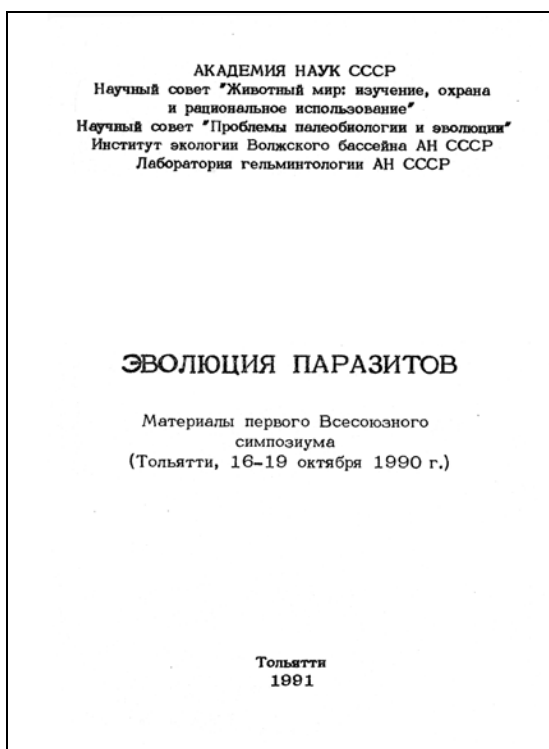 АКАДЕМИЯ НАУК СССР
Научный совет "Животный мир: изучение, охрана
и рациональное использование"
Научный совет "Проблемы палеобиологии и эволюции"
Институт экологии Волжского бассейна АН СССР
Лаборатория гельминтологии АН СССР
ЭВОЛЮЦИЯ ПАРАЗИТОВ
Материалы первого Всесоюзного
симпозиума
(Тольятти, 16-19 октября 1990 г.)
Тольятти
1991